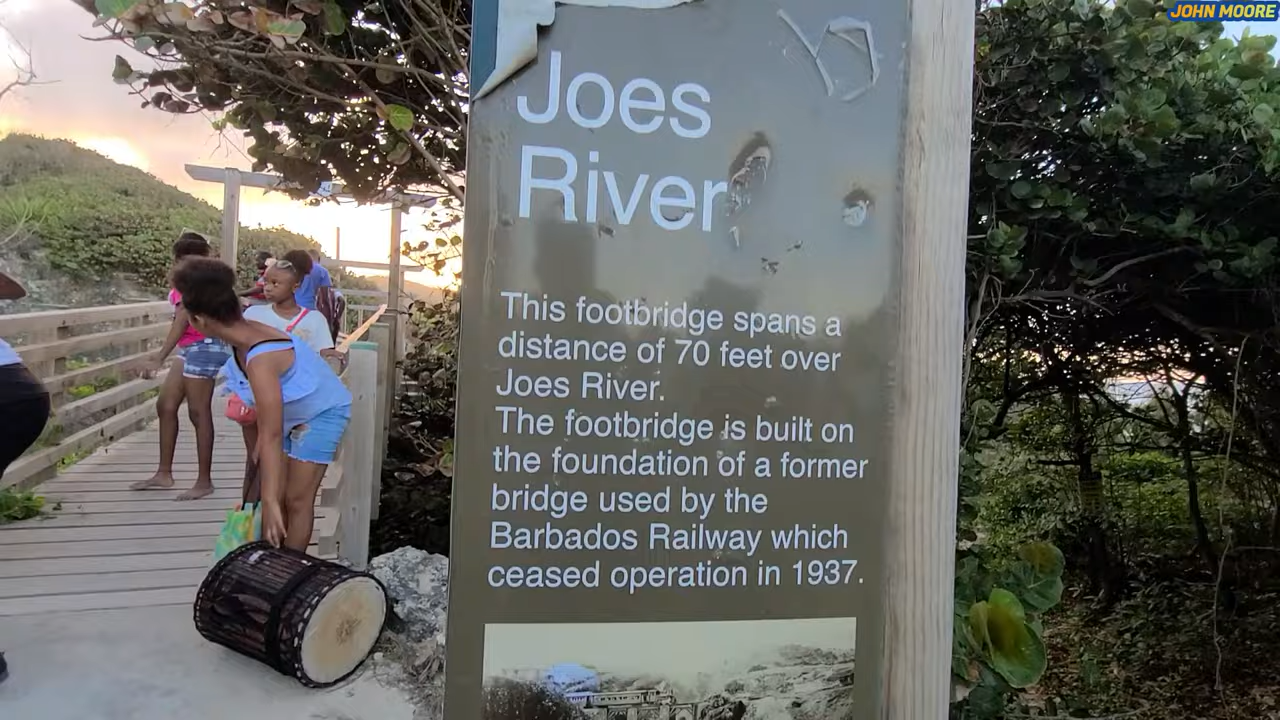 JOHN MOORE
Joes
River
This footbridge spans a
distance of 70 feet over
Joes River.
The footbridge is built on
the foundation of a former
bridge used by the
Barbados Railway which
ceased operation in 1937.